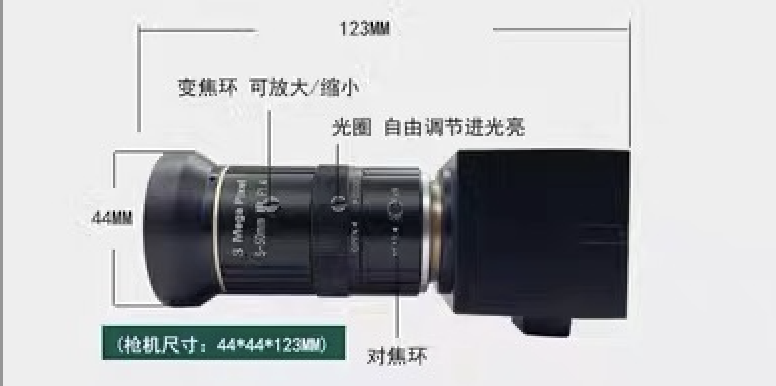 123MM
变焦环 可放大/缩小
光圈 自由调节进光亮
44MM
3 Mega Pixel
5-50mm
OPEN
(枪机尺寸：44*44*123MM)
对焦环